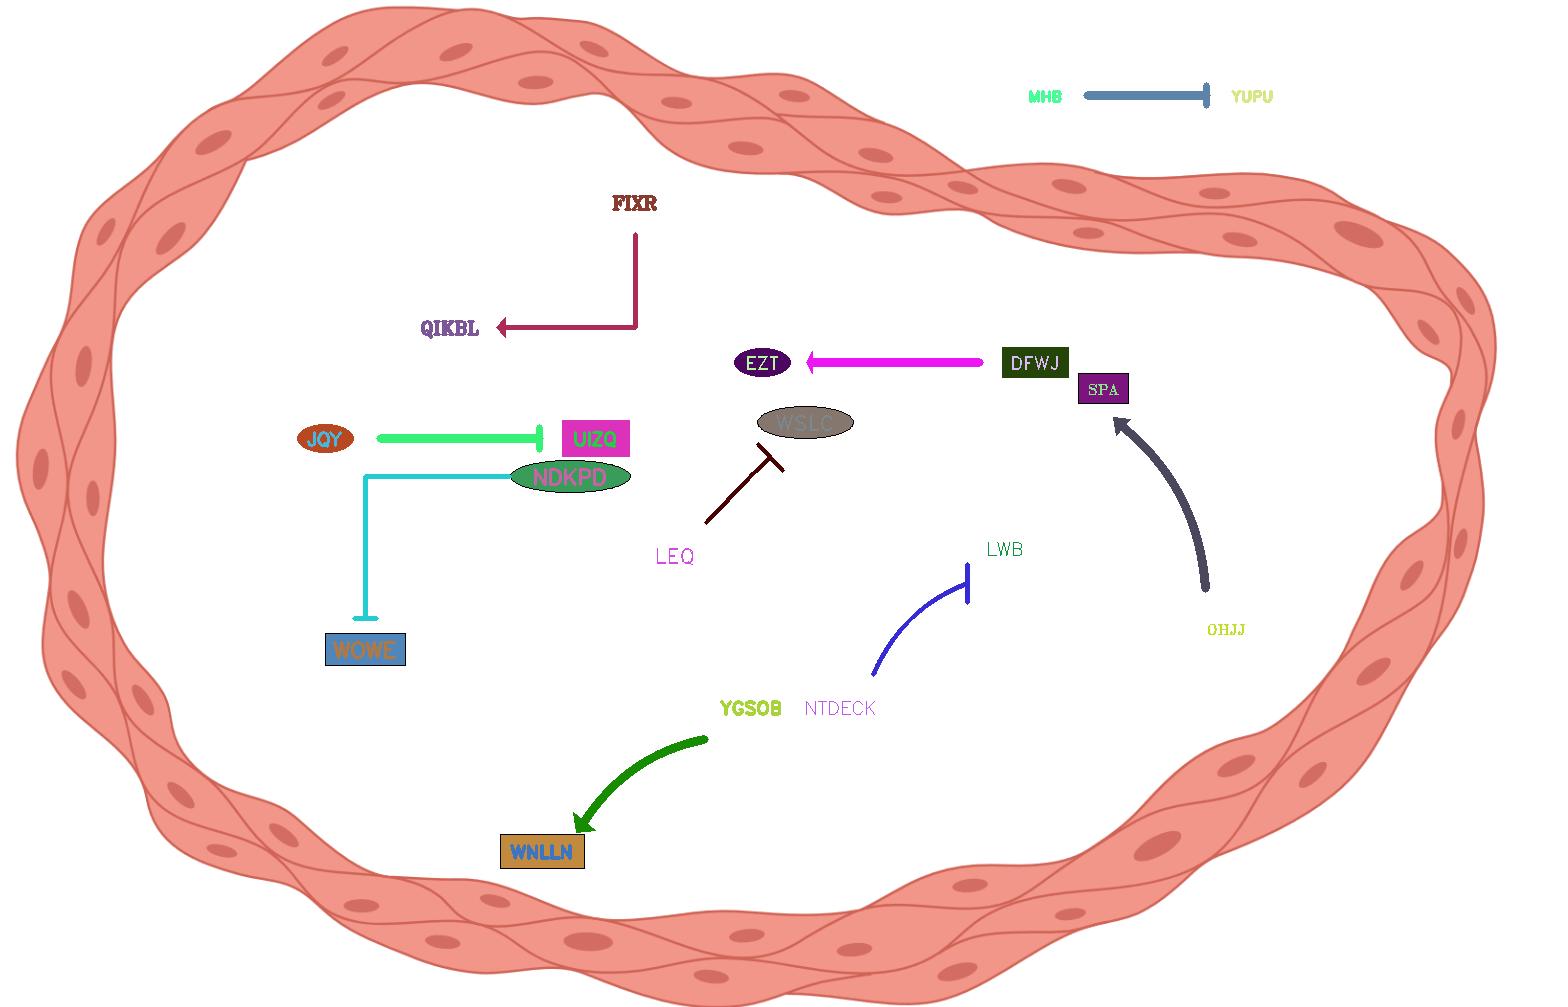 MHB
YUPU
FIXR
QIKBL
EZT
DFWJ
SPA
WSLC
JQY
UIZQ
NDKPD
LEQ
LWB
OHJJ
WOWE
YGSOB
NTDECK
WNLLN